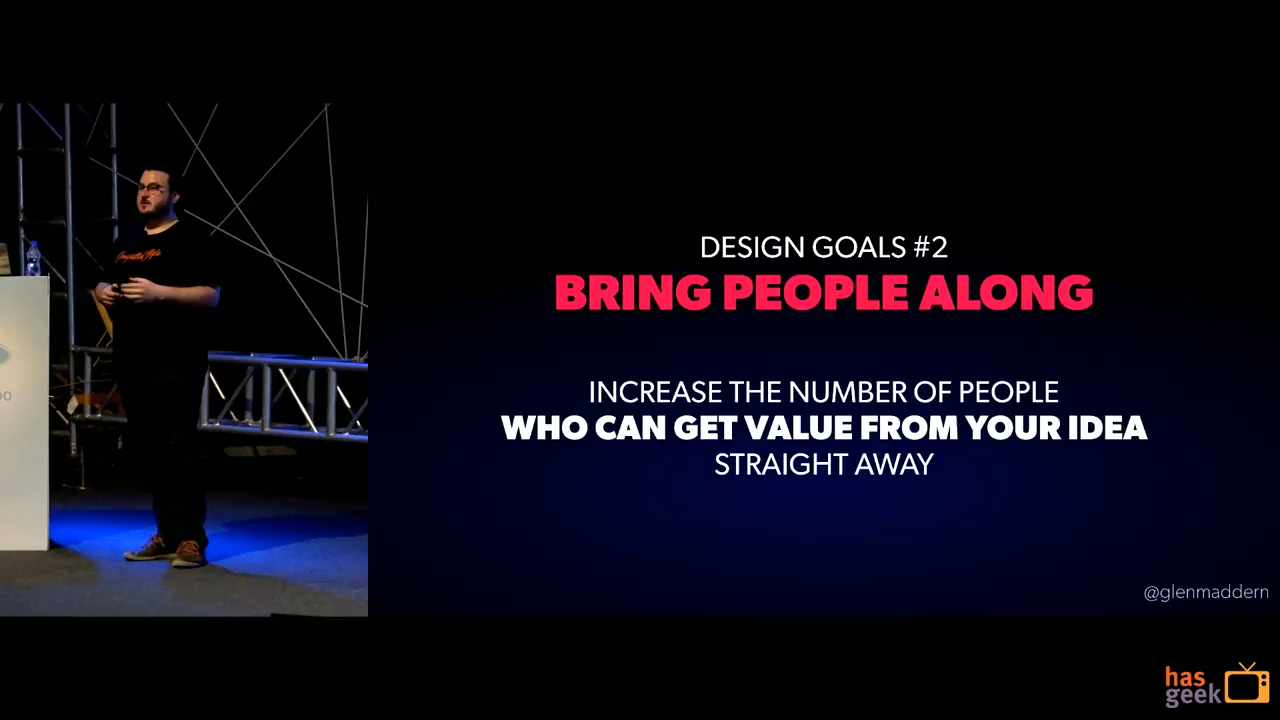 DESIGN GOALS #2
BRING PEOPLE ALONG
INCREASE THE NUMBER OF PEOPLE
WHO CAN GET VALUE FROM YOUR IDEA
STRAIGHT AWAY
@glenmaddern
has
geek